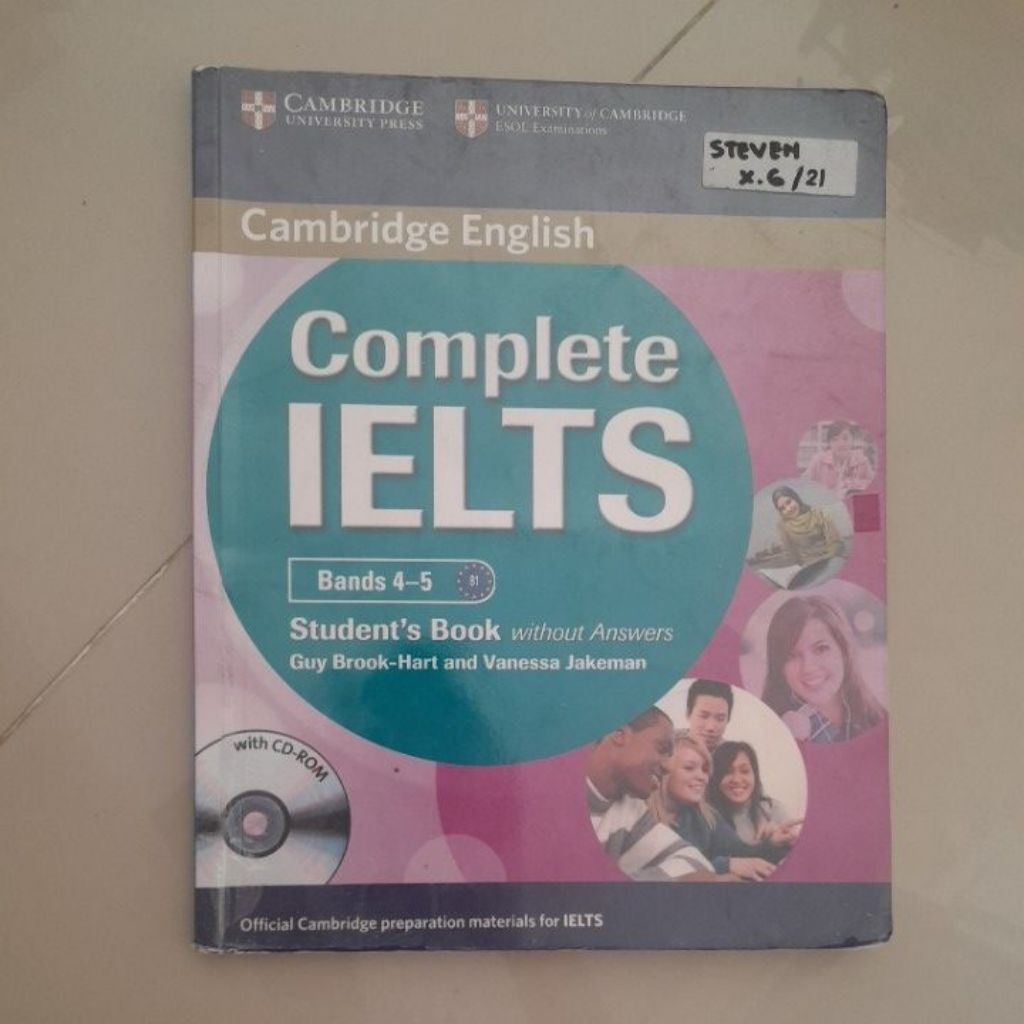 CAMBRIDGE
UNIVERSITY PRESS
UNIVERSITY of CAMBRIDGE
ESOL Examinations
STEVEN
X.6/21
Cambridge English
Complete
IELTS
Bands 4–5
B1
Student's Book without Answers
Guy Brook-Hart and Vanessa Jakeman
with CD-ROM
Official Cambridge preparation materials for IELTS